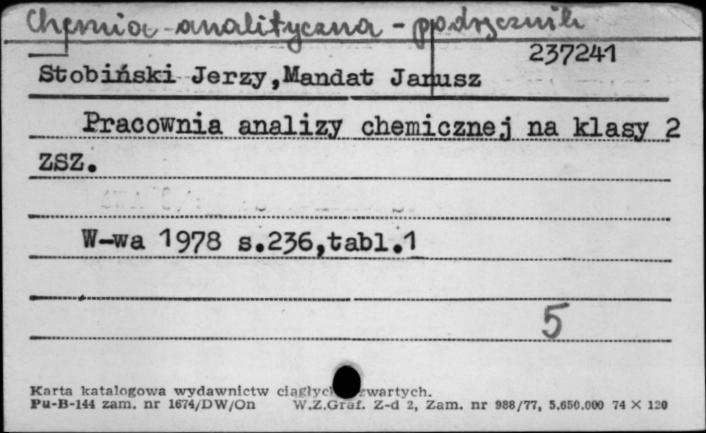 Chemia analityczna - podręcznik
237241
Stobiński Jerzy,Mandat Janusz
Pracownia analizy chemicznej na klasy 2
ZSZ.
W-wa 1978 s.236,tabl.1
5
Karta katalogowa wydawnictw
Pu-B-144 zam. nr 1674/DW/On W.Z.Graf. Z-d 2, Zam. nr 988/77, 5.650.000 74 X 120